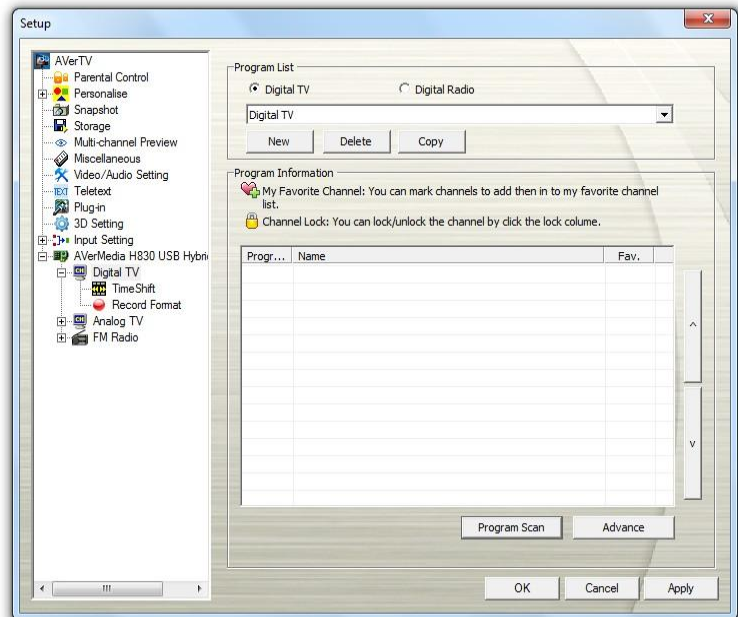 Setup
AVerTV
Parental Control
Personalise
Snapshot
Storage
Multi-channel Preview
Miscellaneous
Video/Audio Setting
TEXT Teletext
Plug-in
3D Setting
Input Setting
AVerMedia H830 USB Hybri
CH Digital TV
TimeShift
Record Format
CH Analog TV
FM Radio
Program List
Digital TV
Digital Radio
Digital TV
New
Delete
Copy
Program Information
My Favorite Channel: You can mark channels to add then in to my favorite channel
list.
Channel Lock: You can lock/unlock the channel by click the lock colume.
Progr... Name Fav.
Program Scan
Advance
OK
Cancel
Apply